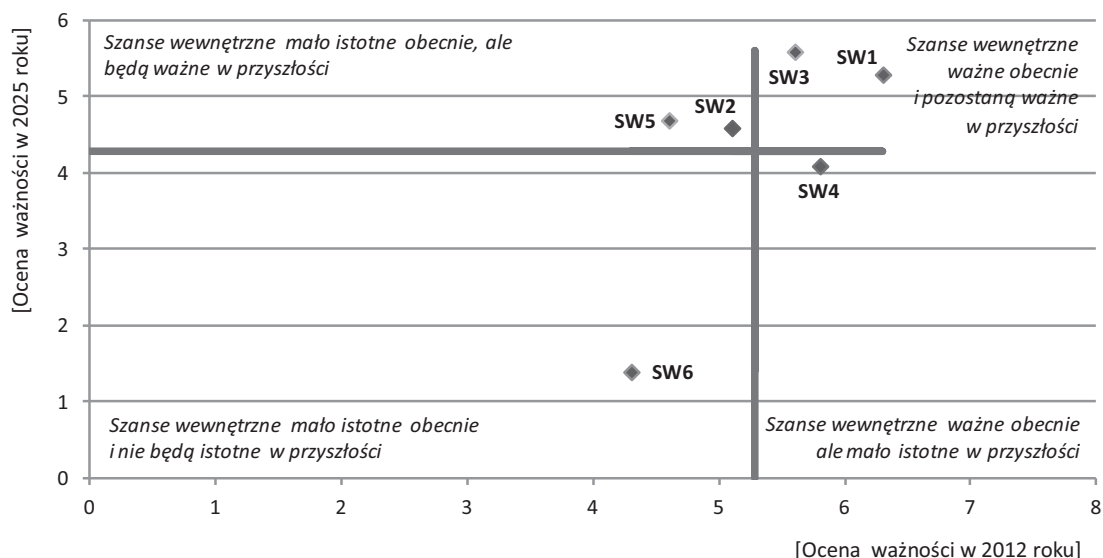 [Ocena ważności w 2025 roku]
6
5
4
3
2
1
0
Szanse wewnętrzne mało istotne obecnie, ale
będą ważne w przyszłości
Szanse wewnętrzne
ważne obecnie
i pozostaną ważne
w przyszłości
SW3
SW1
SW5
SW2
SW4
SW6
Szanse wewnętrzne mało istotne obecnie
i nie będą istotne w przyszłości
Szanse wewnętrzne ważne obecnie
ale mało istotne w przyszłości
0 1 2 3 4 5 6 7 8
[Ocena ważności w 2012 roku]